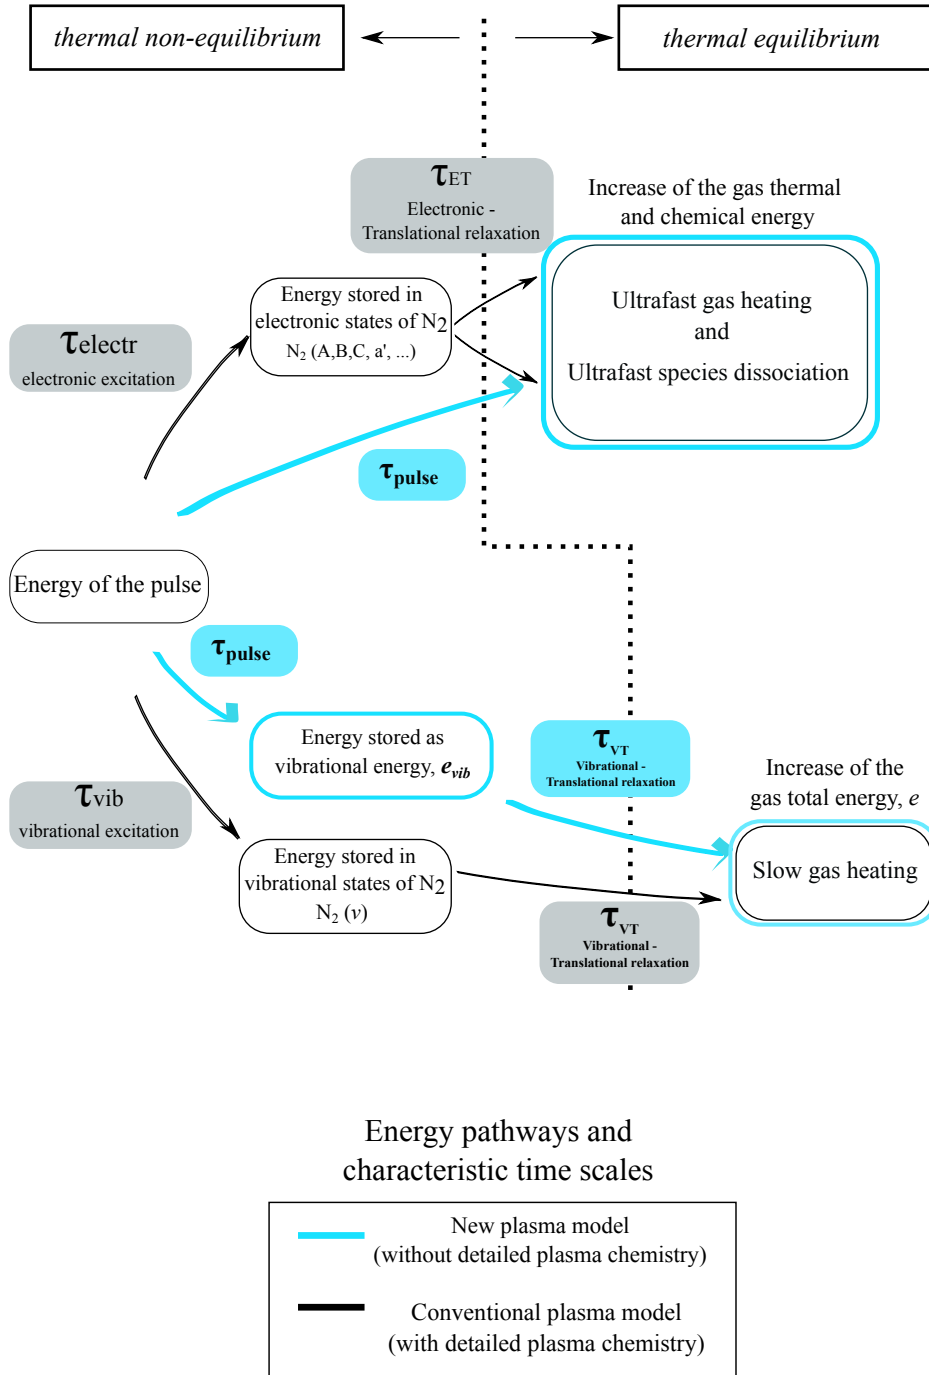 thermal non-equilibrium
thermal equilibrium
τET
Electronic -
Translational relaxation
Increase of the gas thermal
and chemical energy
Energy stored in
electronic states of N2
N2 (A,B,C, a', ...)
Ultrafast gas heating
and
Ultrafast species dissociation
τelectr
electronic excitation
τpulse
Energy of the pulse
τpulse
Energy stored as
vibrational energy, evib
τVT
Vibrational -
Translational relaxation
Increase of the
gas total energy, e
τvib
vibrational excitation
Energy stored in
vibrational states of N2
N2 (v)
Slow gas heating
τVT
Vibrational -
Translational relaxation
Energy pathways and
characteristic time scales
New plasma model
(without detailed plasma chemistry)
Conventional plasma model
(with detailed plasma chemistry)